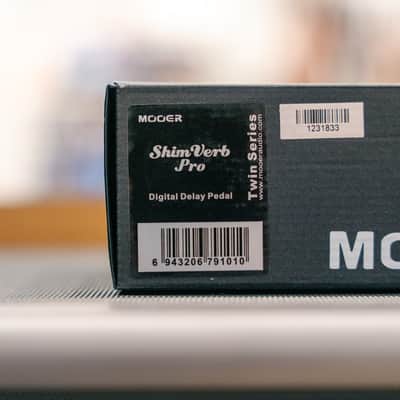 MOOER
ShimVerb
Pro
Digital Delay Pedal
Twin Series
www.mooeraudio.com
6 943206 791010
1231833
MO